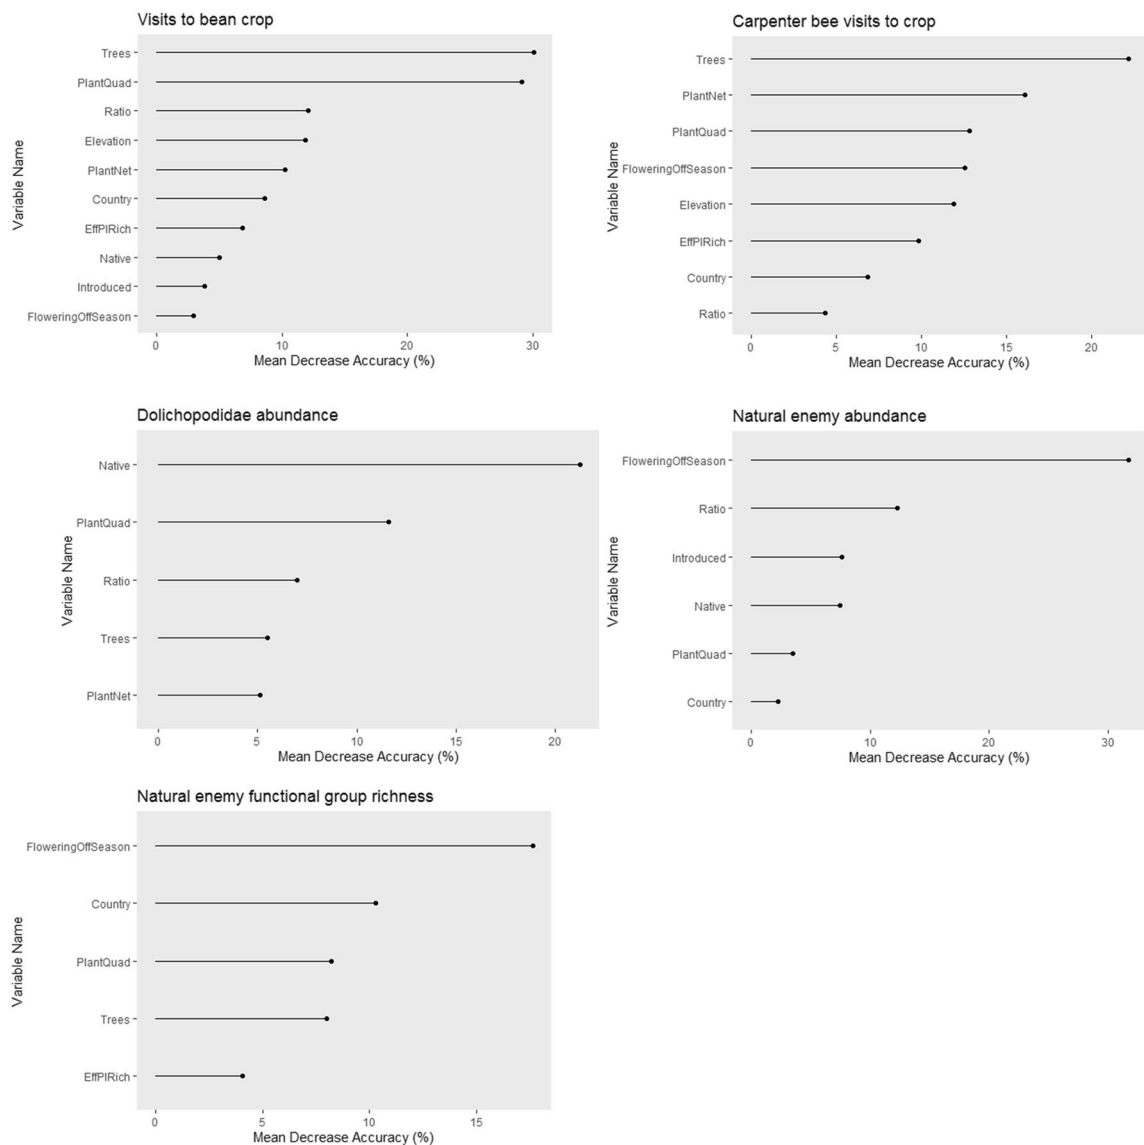 Visits to bean crop
Variable Name
Trees
PlantQuad
Ratio
Elevation
PlantNet
Country
EffPlRich
Native
Introduced
FloweringOffSeason
0 10 20 30
Mean Decrease Accuracy (%)
Carpenter bee visits to crop
Variable Name
Trees
PlantNet
PlantQuad
FloweringOffSeason
Elevation
EffPlRich
Country
Ratio
0 5 10 15 20
Mean Decrease Accuracy (%)
Dolichopodidae abundance
Variable Name
Native
PlantQuad
Ratio
Trees
PlantNet
0 5 10 15 20
Mean Decrease Accuracy (%)
Natural enemy abundance
Variable Name
FloweringOffSeason
Ratio
Introduced
Native
PlantQuad
Country
0 10 20 30
Mean Decrease Accuracy (%)
Natural enemy functional group richness
Variable Name
FloweringOffSeason
Country
PlantQuad
Trees
EffPlRich
0 5 10 15
Mean Decrease Accuracy (%)